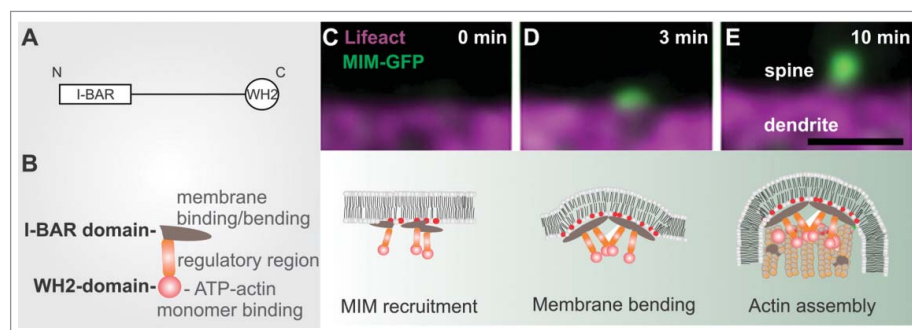 A
N
C
I-BAR
WH2
B
membrane
binding/bending
I-BAR domain-
regulatory region
WH2-domain-
- ATP-actin
monomer binding
C Lifeact 0 min
MIM-GFP
D 3 min
E 10 min
spine
dendrite
MIM recruitment
Membrane bending
Actin assembly